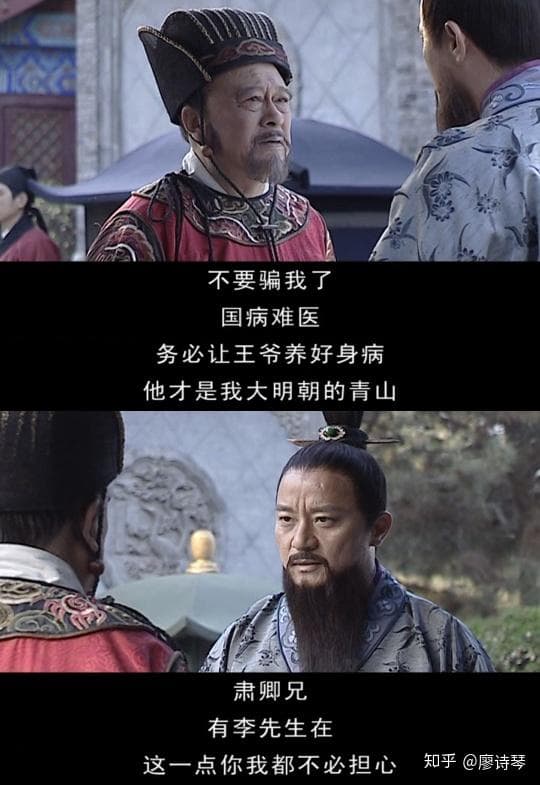 不要骗我了
国病难医
务必让王爷养好身病
他才是我大明朝的青山
肃卿兄
有李先生在
这一点你我都不必担心
知乎 @廖诗琴